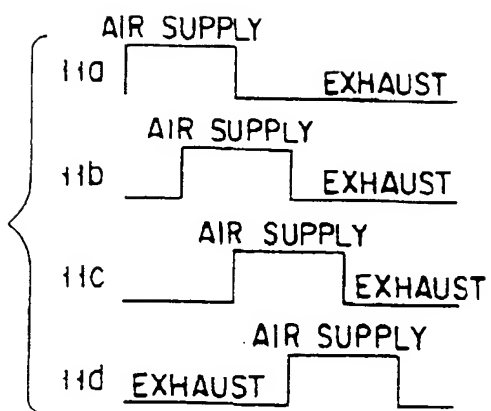 AIR SUPPLY
11a
EXHAUST
AIR SUPPLY
11b
EXHAUST
AIR SUPPLY
11c
EXHAUST
AIR SUPPLY
11d
EXHAUST